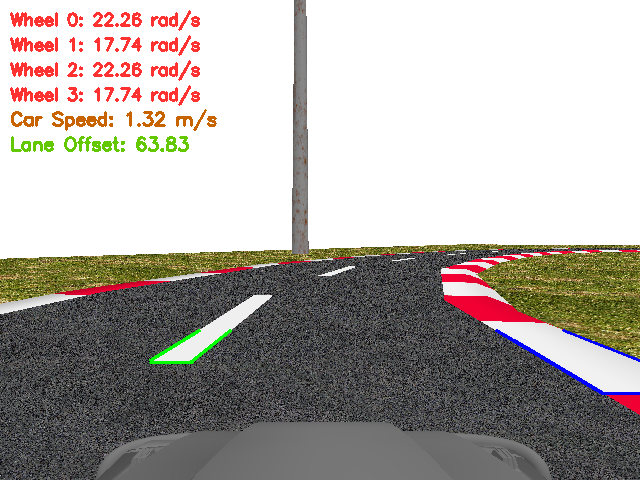 Wheel 0: 22.26 rad/s
Wheel 1: 17.74 rad/s
Wheel 2: 22.26 rad/s
Wheel 3: 17.74 rad/s
Car Speed: 1.32 m/s
Lane Offset: 63.83